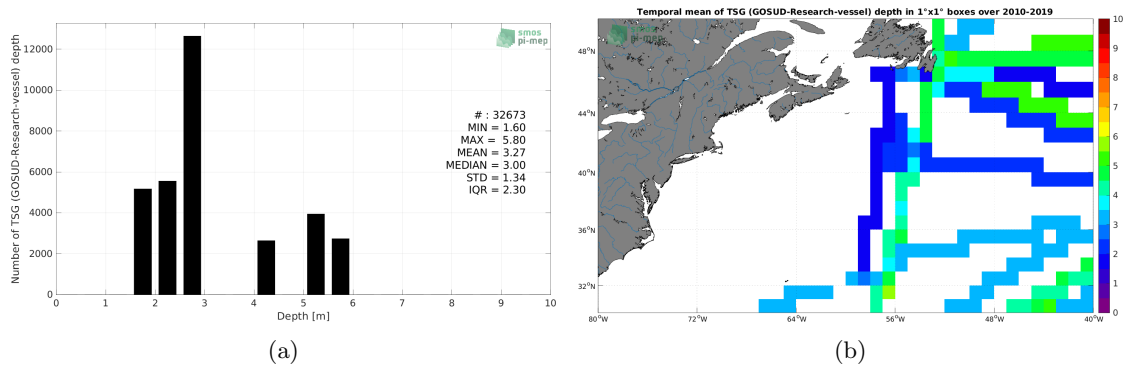 smos
pi-mep
Number of TSG (GOSUD-Research-vessel) depth
12000
10000
8000
6000
4000
2000
0
# : 32673
MIN = 1.60
MAX = 5.80
MEAN = 3.27
MEDIAN = 3.00
STD = 1.34
IQR = 2.30
0 1 2 3 4 5 6 7 8 9 10
Depth [m]
(a)
Temporal mean of TSG (GOSUD-Research-vessel) depth in 1°x1° boxes over 2010-2019
smos
pi-mep
48°N
44°N
40°N
36°N
32°N
80°W 72°W 64°W 56°W 48°W 40°W
10
9
8
7
6
5
4
3
2
1
0
(b)